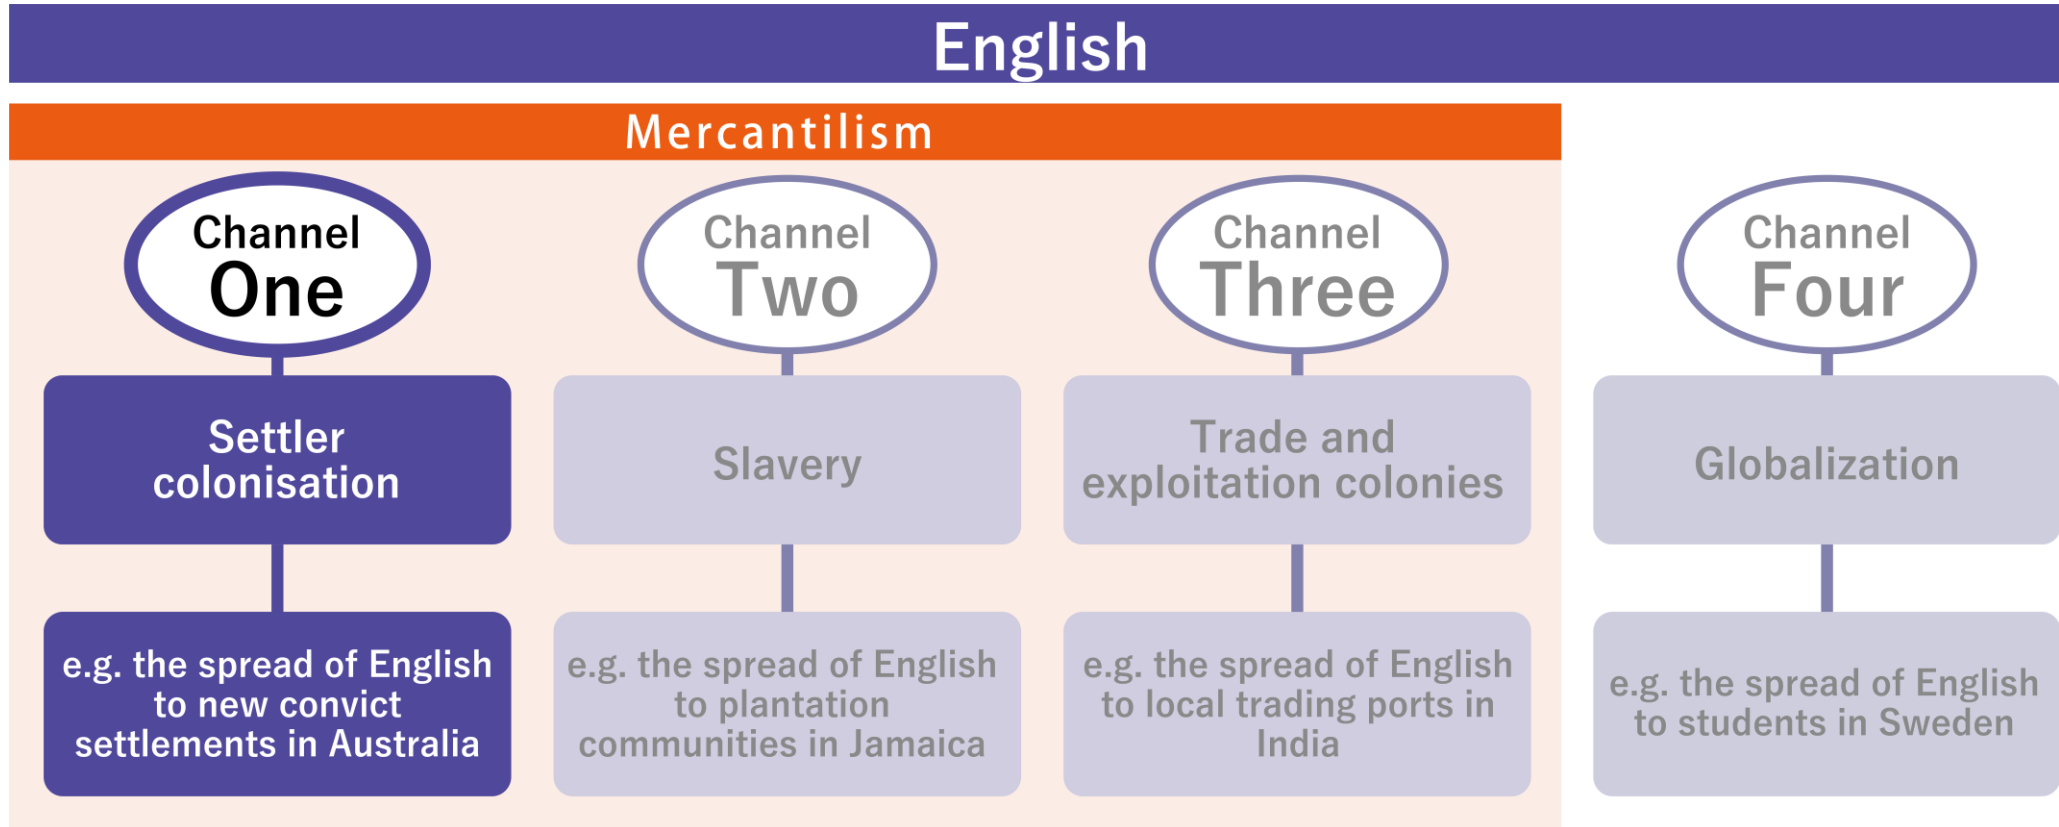 English
Mercantilism
Channel
One
Settler
colonisation
e.g. the spread of English
to new convict
settlements in Australia
Channel
Two
Slavery
e.g. the spread of English
to plantation
communities in Jamaica
Channel
Three
Trade and
exploitation colonies
e.g. the spread of English
to local trading ports in
India
Channel
Four
Globalization
e.g. the spread of English
to students in Sweden